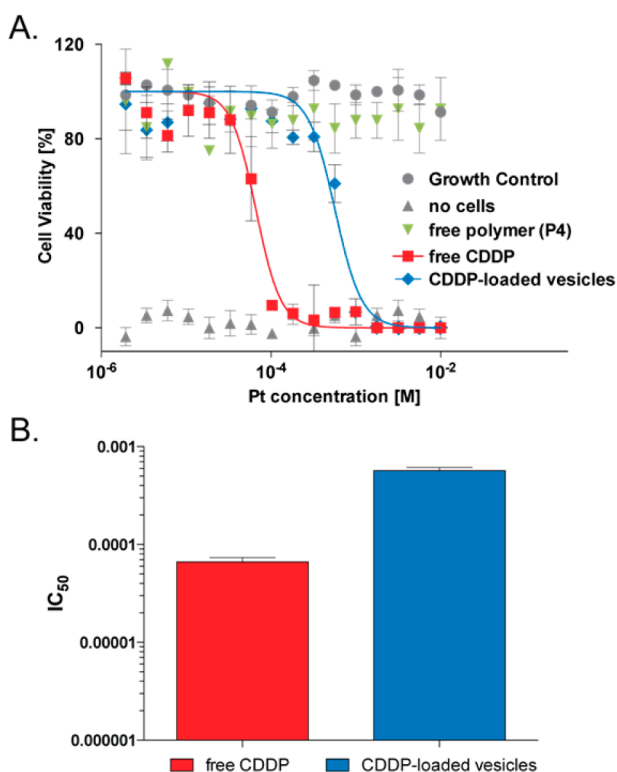 A.
120
80
40
0
Cell Viability [%]
Growth Control
no cells
free polymer (P4)
free CDDP
CDDP-loaded vesicles
10-6
10-4
10-2
Pt concentration [M]
B.
0.001
0.0001
0.00001
0.000001
IC50
free CDDP
CDDP-loaded vesicles